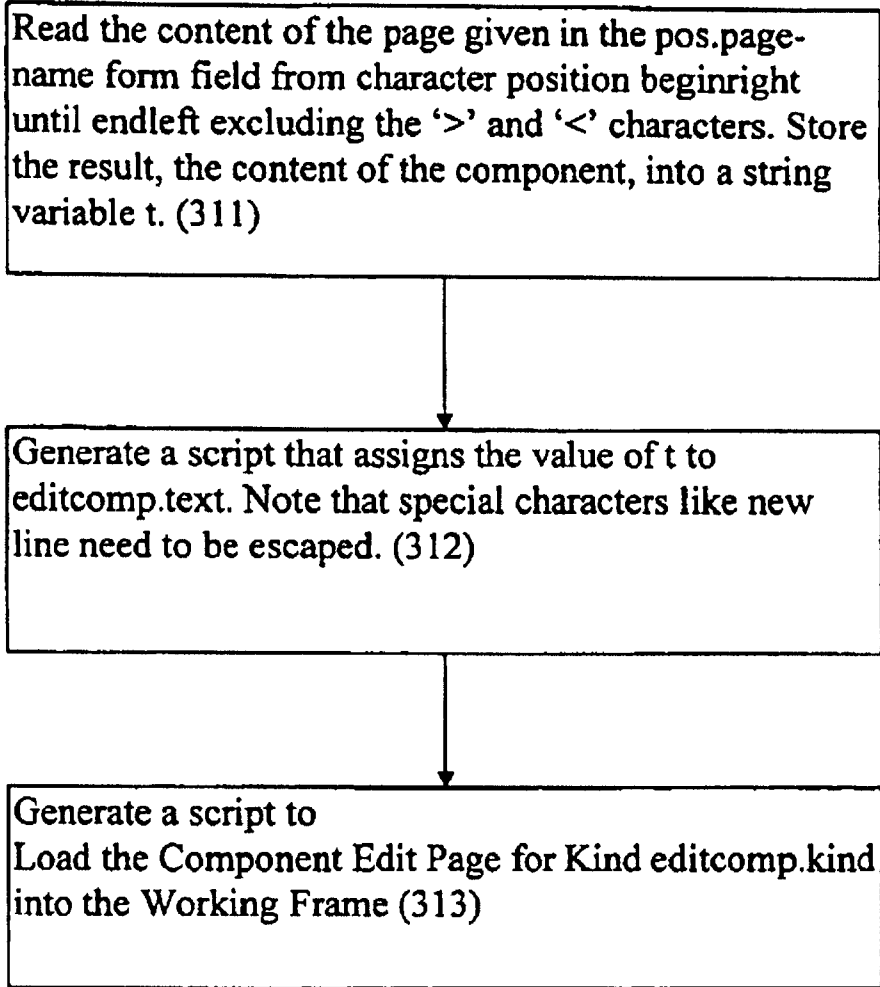 Read the content of the page given in the pos.page-
name form field from character position beginright
until endleft excluding the ‘>’ and ‘<’ characters. Store
the result, the content of the component, into a string
variable t. (311)
Generate a script that assigns the value of t to
editcomp.text. Note that special characters like new
line need to be escaped. (312)
Generate a script to
Load the Component Edit Page for Kind editcomp.kind
into the Working Frame (313)